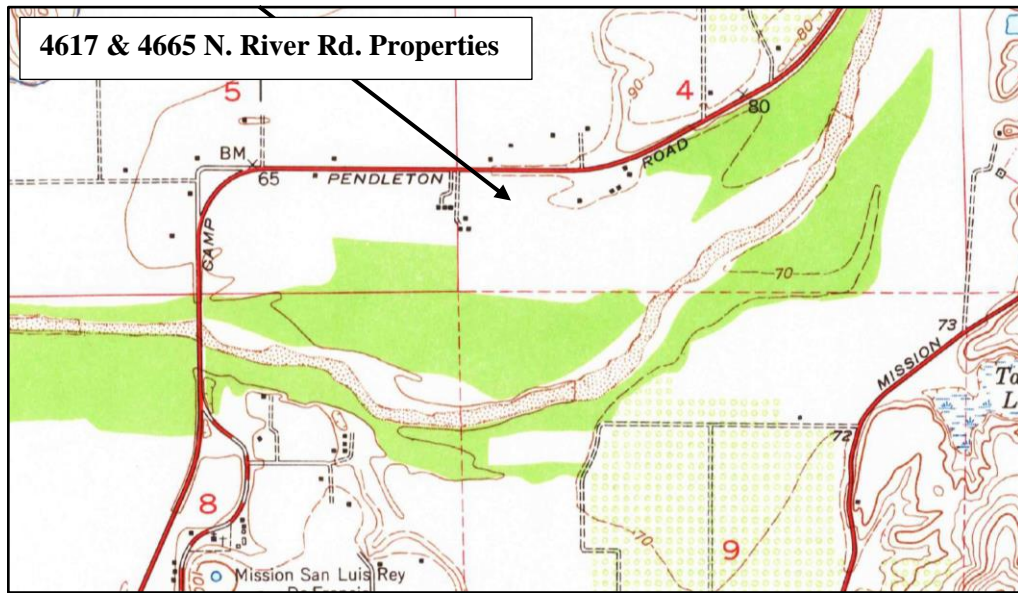 4617 & 4665 N. River Rd. Properties
80
5
90
4
80
BM
65
PENDLETON
ROAD
CAMP
70
73
MISSION
72
8
70
9
Mission San Luis Rey